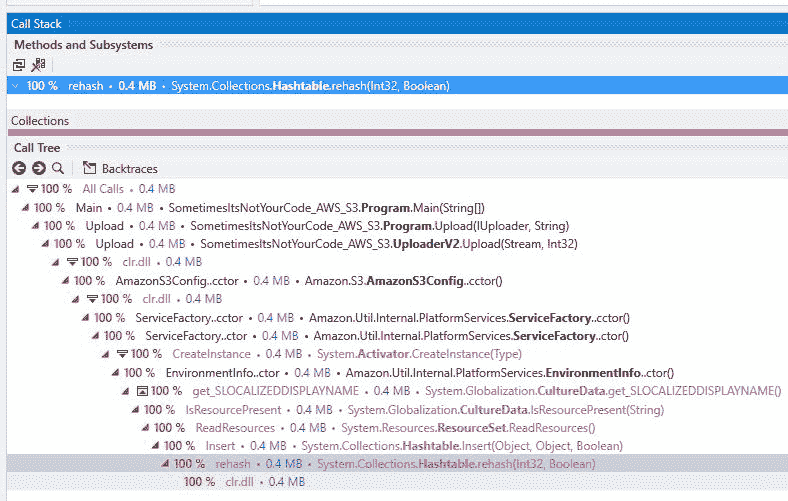 Call Stack
Methods and Subsystems
100 % rehash • 0.4 MB • System.Collections.Hashtable.rehash(Int32, Boolean)
Collections
Call Tree
Backtraces
100 % All Calls • 0.4 MB
100 % Main • 0.4 MB • SometimesItsNotYourCode_AWS_S3.Program.Main(String[])
100 % Upload • 0.4 MB • SometimesItsNotYourCode_AWS_S3.Program.Upload(IUploader, String)
100 % Upload • 0.4 MB • SometimesItsNotYourCode_AWS_S3.UploaderV2.Upload(Stream, Int32)
100 % clr.dll • 0.4 MB
100 % AmazonS3Config..cctor • 0.4 MB • Amazon.S3.AmazonS3Config..cctor()
100 % clr.dll • 0.4 MB
100 % ServiceFactory..cctor • 0.4 MB • Amazon.Util.Internal.PlatformServices.ServiceFactory..cctor()
100 % ServiceFactory..ctor • 0.4 MB • Amazon.Util.Internal.PlatformServices.ServiceFactory..ctor()
100 % CreateInstance • 0.4 MB • System.Activator.CreateInstance(Type)
100 % EnvironmentInfo..ctor • 0.4 MB • Amazon.Util.Internal.PlatformServices.EnvironmentInfo..ctor()
100 % get_SLOCALIZEDDISPLAYNAME • 0.4 MB • System.Globalization.CultureData.get_SLOCALIZEDDISPLAYNAME()
100 % IsResourcePresent • 0.4 MB • System.Globalization.CultureData.IsResourcePresent(String)
100 % ReadResources • 0.4 MB • System.Resources.ResourceSet.ReadResources()
100 % Insert • 0.4 MB • System.Collections.Hashtable.Insert(Object, Object, Boolean)
100 % rehash • 0.4 MB • System.Collections.Hashtable.rehash(Int32, Boolean)
100 % clr.dll • 0.4 MB